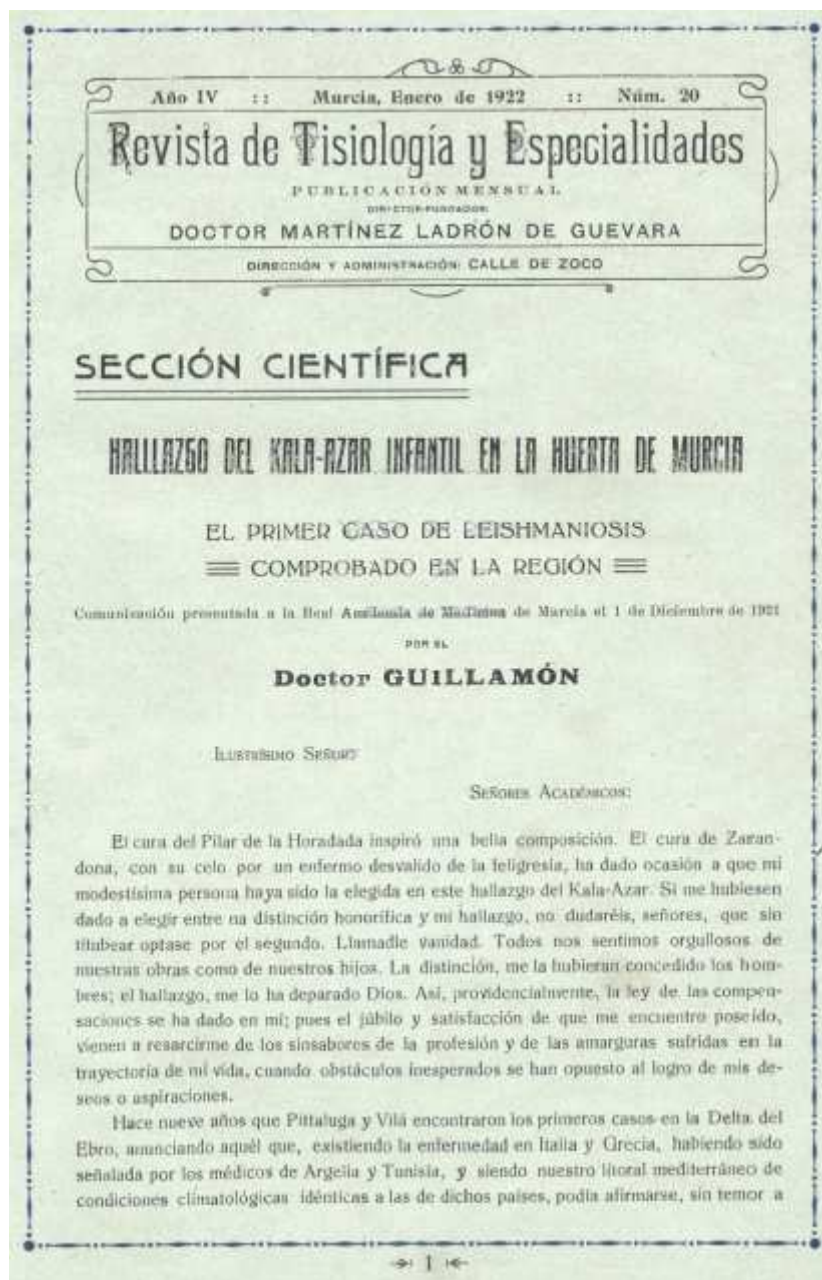 Año IV :: Murcia, Enero de 1922 :: Núm. 20
Revista de Tisiología y Especialidades
PUBLICACIÓN MENSUAL
DIRECTOR-FUNDADOR:
DOCTOR MARTÍNEZ LADRÓN DE GUEVARA
DIRECCIÓN Y ADMINISTRACIÓN: CALLE DE ZOCO
SECCIÓN CIENTÍFICA
HALLLAZGO DEL KALA-AZAR INFANTIL EN LA HUERTA DE MURCIA
EL PRIMER CASO DE LEISHMANIOSIS
COMPROBADO EN LA REGIÓN
Comunicación presentada a la Real Academia de Medicina de Murcia el 1 de Diciembre de 1921
POR EL
Doctor GUILLAMÓN
ILUSTRÍSIMO SEÑOR:
SEÑORES ACADÉMICOS:
El cura del Pilar de la Horadada inspiró una bella composición. El cura de Zaran-
dona, con su celo por un enfermo desvalido de la feligresía, ha dado ocasión a que mi
modestísima persona haya sido la elegida en este hallazgo del Kala-Azar. Si me hubiesen
dado a elegir entre na distinción honorífica y mi hallazgo, no dudaréis, señores, que sin
titubear optase por el segundo. Llamadle vanidad. Todos nos sentimos orgullosos de
nuestras obras como de nuestros hijos. La distinción, me la hubieran concedido los hom-
bres; el hallazgo, me lo ha deparado Dios. Así, providencialmente, la ley de las compen-
saciones se ha dado en mí; pues el júbilo y satisfacción de que me encuentro poseído,
vienen a resarcirme de los sinsabores de la profesión y de las amarguras sufridas en la
trayectoria de mi vida, cuando obstáculos inesperados se han opuesto al logro de mis de-
seos o aspiraciones.
Hace nueve años que Pittaluga y Vilá encontraron los primeros casos en la Delta del
Ebro, anunciando aquél que, existiendo la enfermedad en Italia y Grecia, habiendo sido
señalada por los médicos de Argelia y Tunisia, y siendo nuestro litoral mediterráneo de
condiciones climatológicas idénticas a las de dichos países, podía afirmarse, sin temor a
1